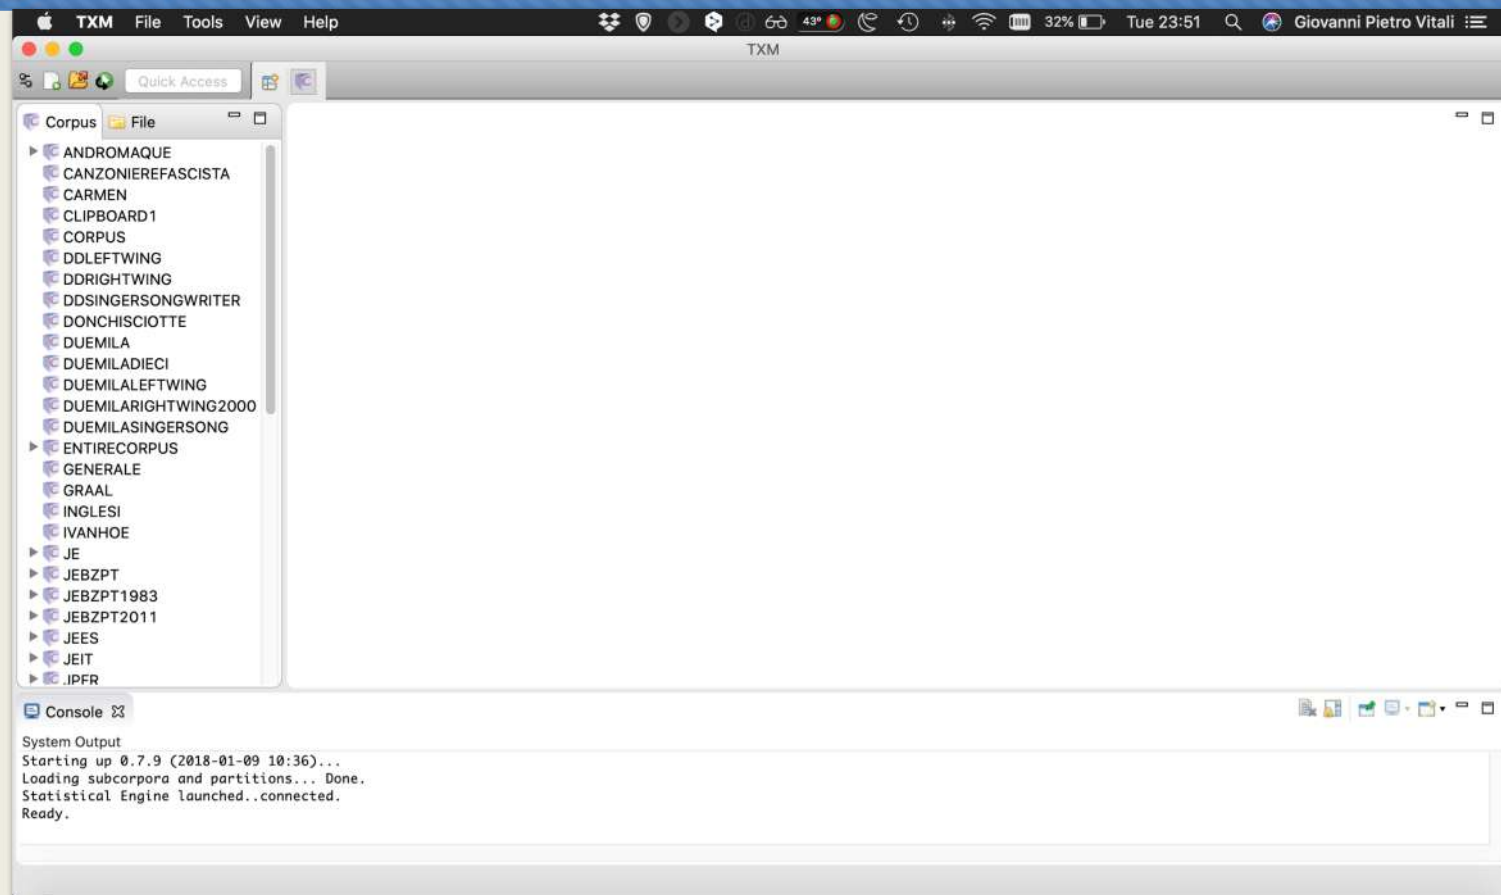 TXM File Tools View Help 43° 32% Tue 23:51 Giovanni Pietro Vitali
TXM
Quick Access
Corpus File
ANDROMAQUE
CANZONIEREFASCISTA
CARMEN
CLIPBOARD1
CORPUS
DDLEFTWING
DDRIGHTWING
DDSINGERSONGWRITER
DONCHISCIOTTE
DUEMILA
DUEMILADIECI
DUEMILALEFTWING
DUEMILARIGHTWING2000
DUEMILASINGERSONG
ENTIRECORPUS
GENERALE
GRAAL
INGLESI
IVANHOE
JE
JEBZPT
JEBZPT1983
JEBZPT2011
JEES
JEIT
JPFR
Console
System Output
Starting up 0.7.9 (2018-01-09 10:36)...
Loading subcorpora and partitions... Done.
Statistical Engine launched..connected.
Ready.